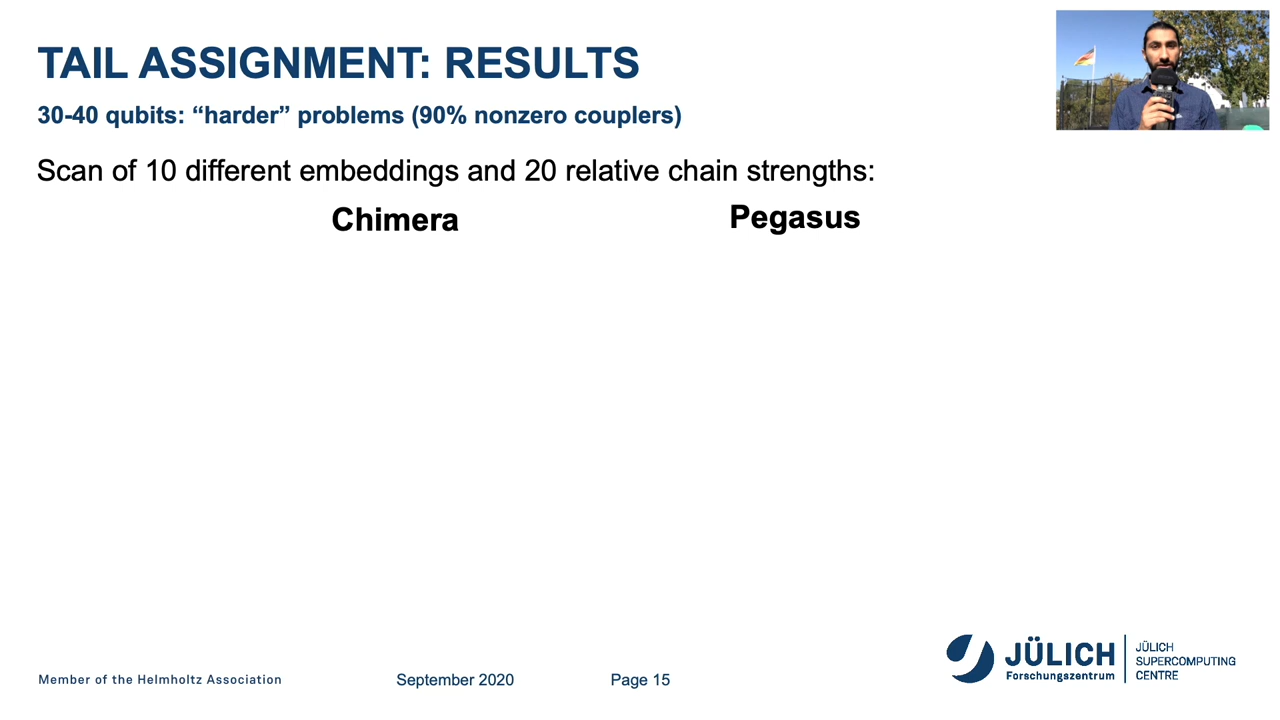 TAIL ASSIGNMENT: RESULTS
30-40 qubits: “harder” problems (90% nonzero couplers)
Scan of 10 different embeddings and 20 relative chain strengths:
Chimera
Pegasus
Member of the Helmholtz Association
September 2020
Page 15
JÜLICH
Forschungszentrum
JÜLICH
SUPERCOMPUTING
CENTRE